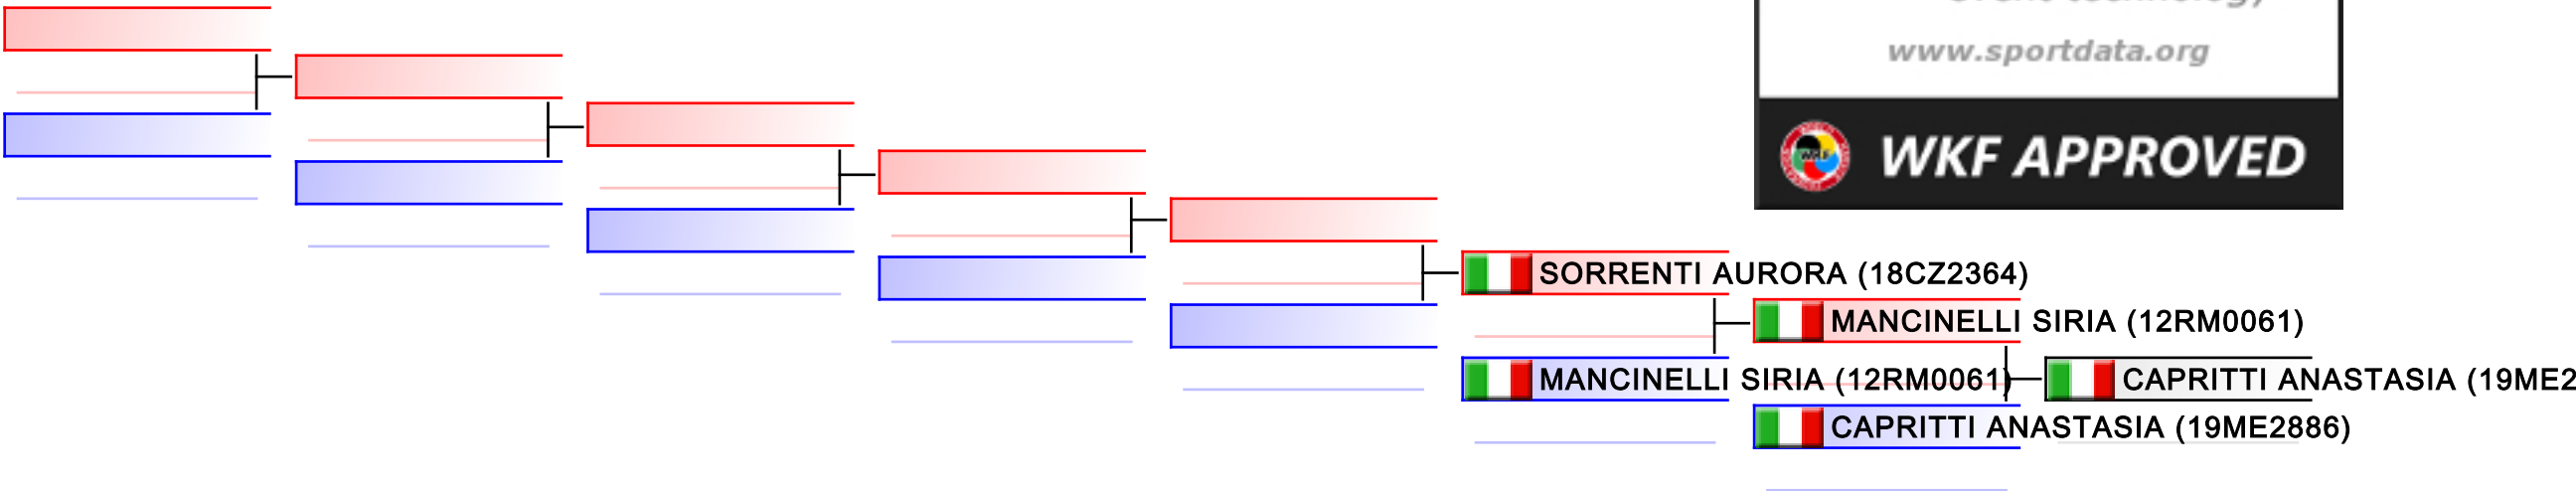 www.sportdata.org
WKF APPROVED
SORRENTI AURORA (18CZ2364)
MANCINELLI SIRIA (12RM0061)
MANCINELLI SIRIA (12RM0061)
CAPRITTI ANASTASIA (19ME2
CAPRITTI ANASTASIA (19ME2886)